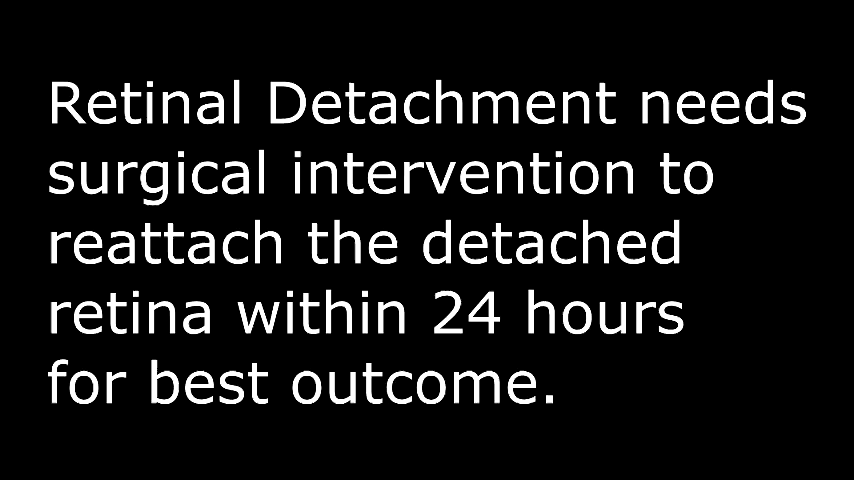 Retinal Detachment needs
surgical intervention to
reattach the detached
retina within 24 hours
for best outcome.